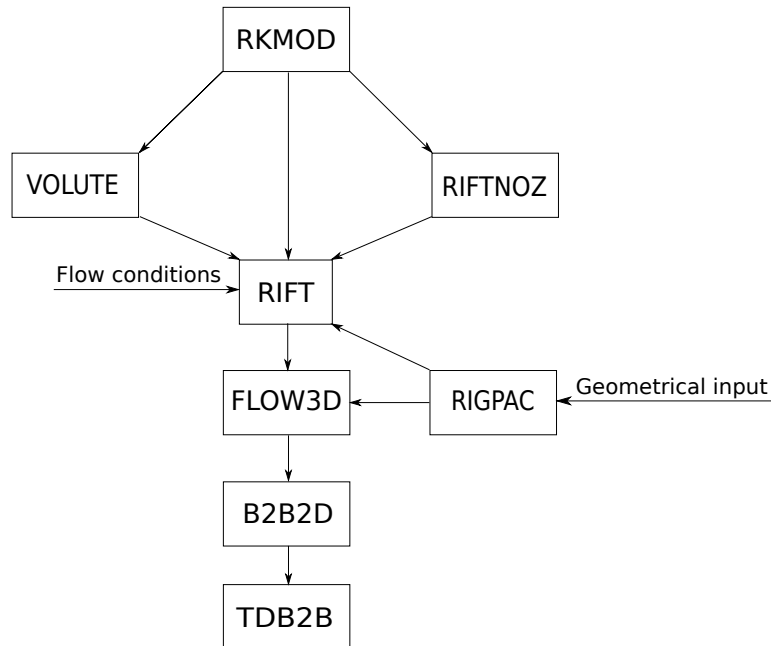 RKMOD
VOLUTE
RIFTNOZ
Flow conditions
RIFT
FLOW3D
RIGPAC
Geometrical input
B2B2D
TDB2B